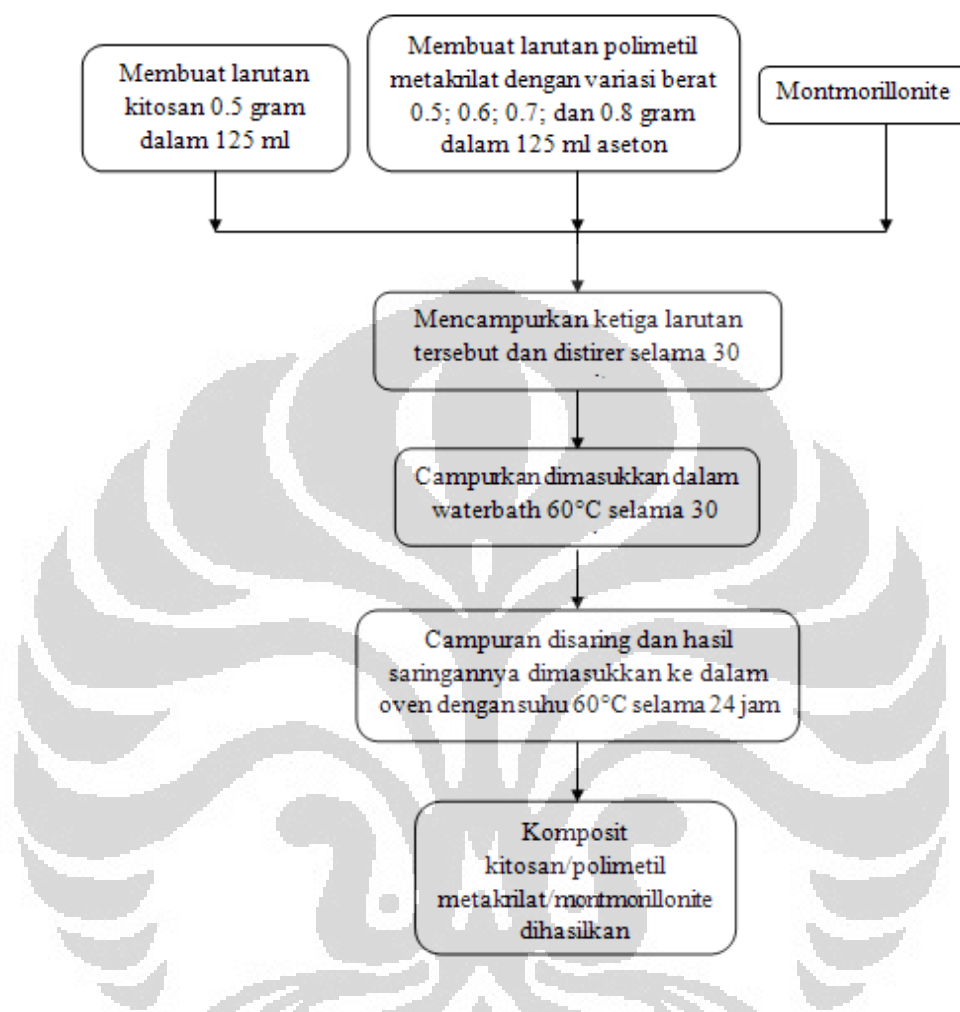 Membuat larutan
kitosan 0.5 gram
dalam 125 ml
Membuat larutan polimetil
metakrilat dengan variasi berat
0.5; 0.6; 0.7; dan 0.8 gram
dalam 125 ml aseton
Montmorillonite
Mencampurkan ketiga larutan
tersebut dan distirer selama 30
Campurkan dimasukkan dalam
waterbath 60°C selama 30
Campuran disaring dan hasil
saringannya dimasukkan ke dalam
oven dengan suhu 60°C selama 24 jam
Komposit
kitosan/polimetil
metakrilat/montmorillonite
dihasilkan